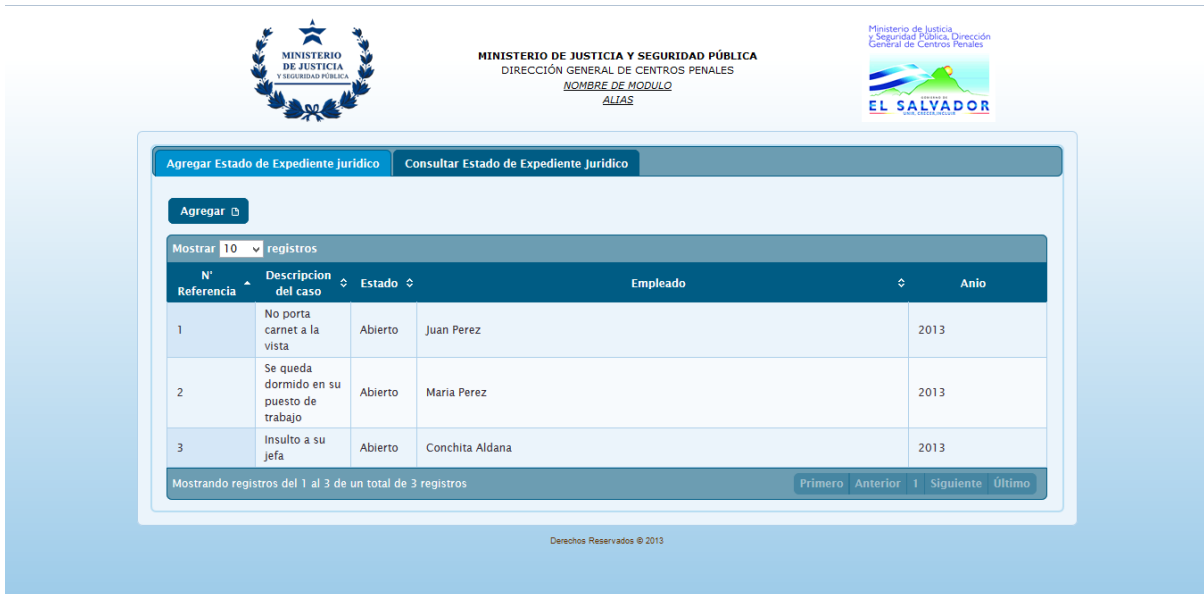 MINISTERIO
DE JUSTICIA
Y SEGURIDAD PÚBLICA
MINISTERIO DE JUSTICIA Y SEGURIDAD PÚBLICA
DIRECCIÓN GENERAL DE CENTROS PENALES
NOMBRE DE MODULO
ALIAS
Ministerio de Justicia
y Seguridad Pública, Dirección
General de Centros Penales
GOBIERNO DE
EL SALVADOR
UNIR, CRECER, INCLUIR
Agregar Estado de Expediente juridico
Consultar Estado de Expediente Juridico
Agregar
Mostrar 10 registros
N' Referencia Descripcion del caso Estado Empleado Anio
1 No porta carnet a la vista Abierto Juan Perez 2013
2 Se queda dormido en su puesto de trabajo Abierto Maria Perez 2013
3 Insulto a su jefa Abierto Conchita Aldana 2013
Mostrando registros del 1 al 3 de un total de 3 registros
Primero Anterior 1 Siguiente Último
Derechos Reservados © 2013